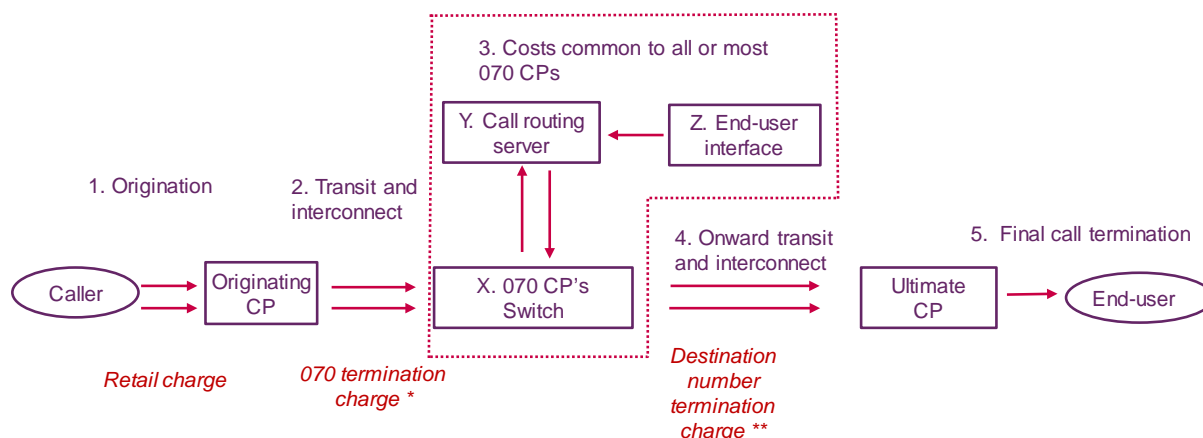 3. Costs common to all or most
070 CPs
Y. Call routing
server
Z. End-user
interface
1. Origination
2. Transit and
interconnect
4. Onward transit
and interconnect
5. Final call termination
Caller
Originating
CP
X. 070 CP's
Switch
Ultimate
CP
End-user
Retail charge
070 termination
charge *
Destination
number
termination
charge **